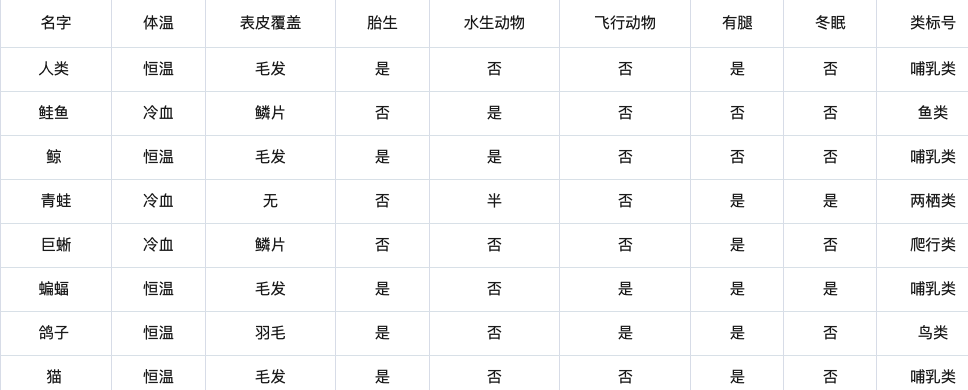 名字 体温 表皮覆盖 胎生 水生动物 飞行动物 有腿 冬眠 类标号
人类 恒温 毛发 是 否 否 是 否 哺乳类
鲑鱼 冷血 鳞片 否 是 否 否 否 鱼类
鲸 恒温 毛发 是 是 否 否 否 哺乳类
青蛙 冷血 无 否 半 否 是 是 两栖类
巨蜥 冷血 鳞片 否 否 否 是 否 爬行类
蝙蝠 恒温 毛发 是 否 是 是 是 哺乳类
鸽子 恒温 羽毛 是 否 是 是 否 鸟类
猫 恒温 毛发 是 否 否 是 否 哺乳类